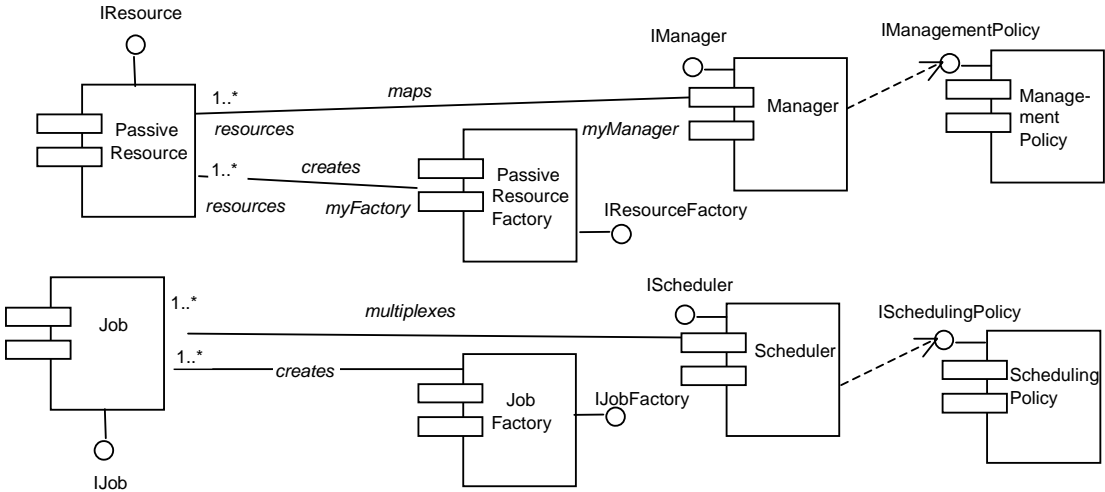 IResource
IManager
IManagementPolicy
1..*
maps
resources
myManager
Manager
Manage-
ment
Policy
Passive
Resource
1..*
creates
resources
myFactory
Passive
Resource
Factory
IResourceFactory
Job
1..*
multiplexes
IScheduler
ISchedulingPolicy
1..*
creates
Scheduler
Scheduling
Policy
Job
Factory
IJobFactory
IJob